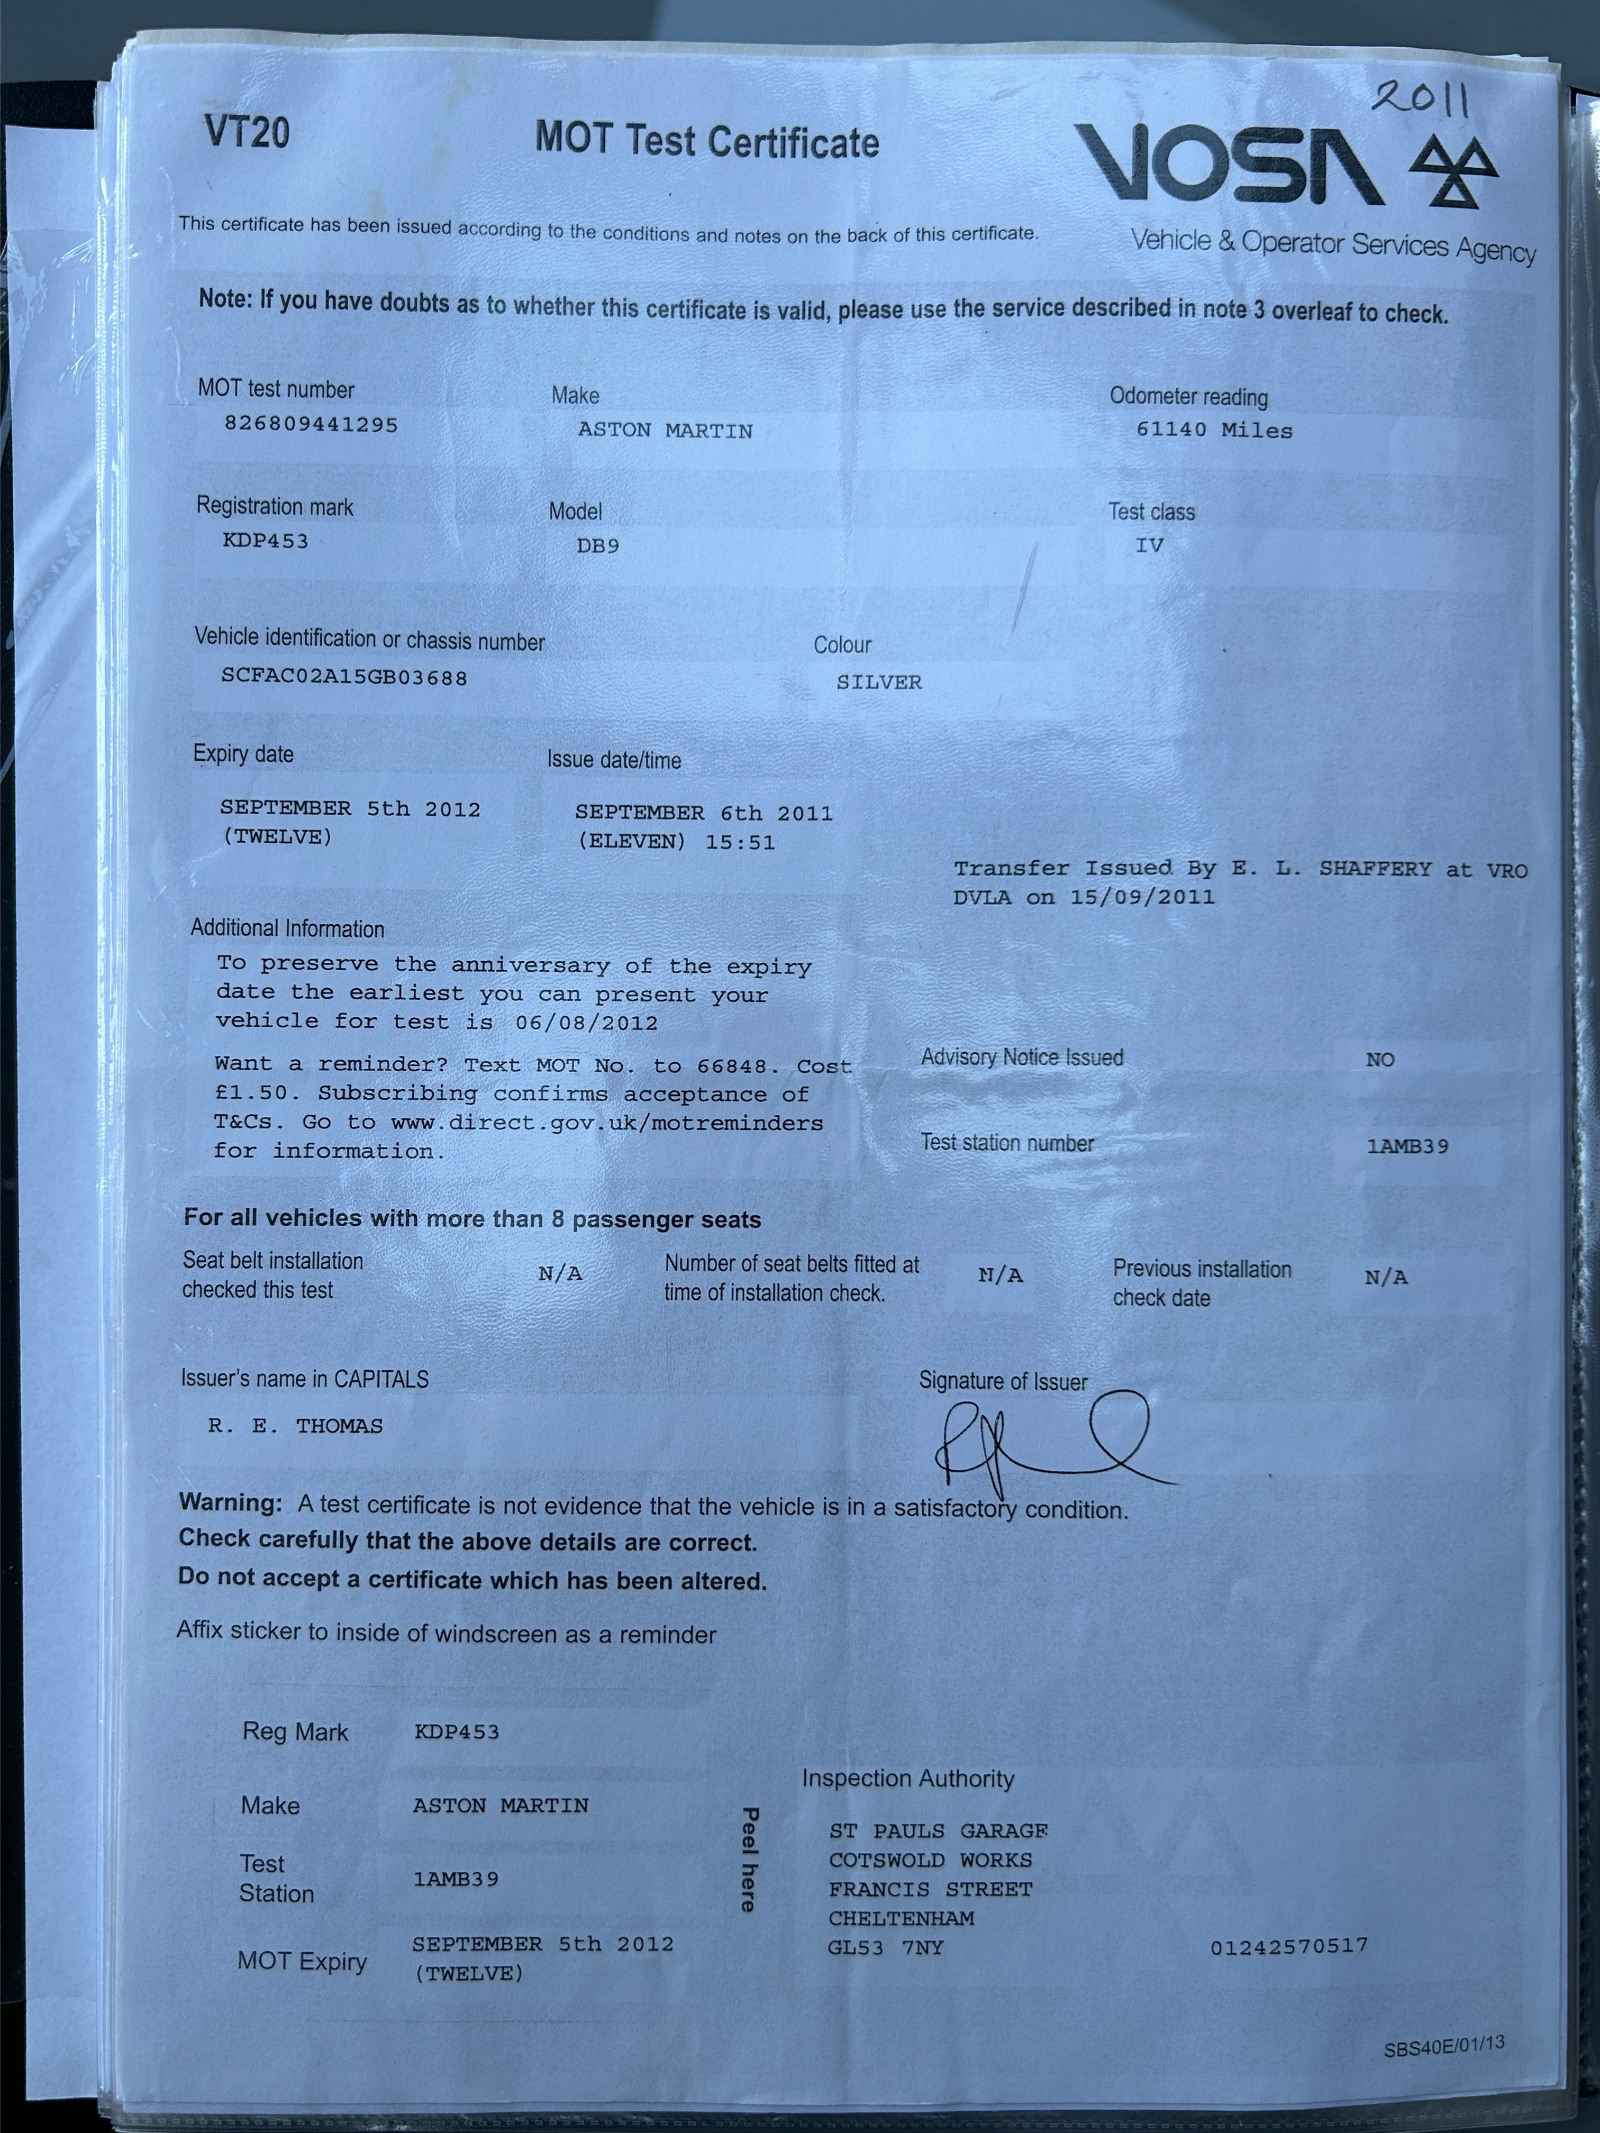 2011
VT20
MOT Test Certificate
VOSA
Vehicle & Operator Services Agency
This certificate has been issued according to the conditions and notes on the back of this certificate.
Note: If you have doubts as to whether this certificate is valid, please use the service described in note 3 overleaf to check.
MOT test number
826809441295
Make
ASTON MARTIN
Odometer reading
61140 Miles
Registration mark
KDP453
Model
DB9
Test class
IV
Vehicle identification or chassis number
SCFAC02A15GB03688
Colour
SILVER
Expiry date
SEPTEMBER 5th 2012
(TWELVE)
Issue date/time
SEPTEMBER 6th 2011
(ELEVEN) 15:51
Transfer Issued By E. L. SHAFFERY at VRO
DVLA on 15/09/2011
Additional Information
To preserve the anniversary of the expiry
date the earliest you can present your
vehicle for test is 06/08/2012
Want a reminder? Text MOT No. to 66848. Cost
£1.50. Subscribing confirms acceptance of
T&Cs. Go to www.direct.gov.uk/motreminders
for information.
Advisory Notice Issued
NO
Test station number
1AMB39
For all vehicles with more than 8 passenger seats
Seat belt installation
checked this test
N/A
Number of seat belts fitted at
time of installation check.
N/A
Previous installation
check date
N/A
Issuer's name in CAPITALS
R. E. THOMAS
Signature of Issuer
Warning: A test certificate is not evidence that the vehicle is in a satisfactory condition.
Check carefully that the above details are correct.
Do not accept a certificate which has been altered.
Affix sticker to inside of windscreen as a reminder
Reg Mark
KDP453
Make
ASTON MARTIN
Test
Station
1AMB39
MOT Expiry
SEPTEMBER 5th 2012
(TWELVE)
Peel here
Inspection Authority
ST PAULS GARAGE
COTSWOLD WORKS
FRANCIS STREET
CHELTENHAM
GL53 7NY
01242570517
SBS40E/01/13